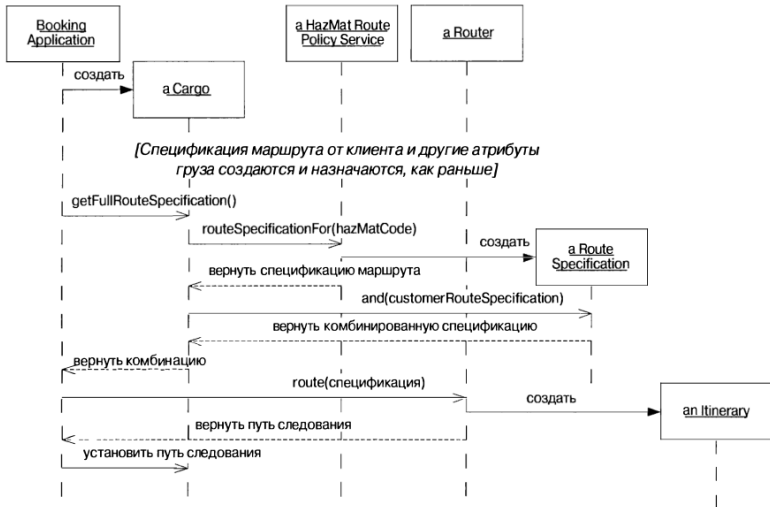 Booking
Application
a HazMat Route
Policy Service
a Router
создать
a Cargo
[Спецификация маршрута от клиента и другие атрибуты
груза создаются и назначаются, как раньше]
getFullRouteSpecification()
routeSpecificationFor(hazMatCode)
создать
a Route
Specification
вернуть спецификацию маршрута
and(customerRouteSpecification)
вернуть комбинированную спецификацию
вернуть комбинацию
route(спецификация)
создать
an Itinerary
вернуть путь следования
установить путь следования